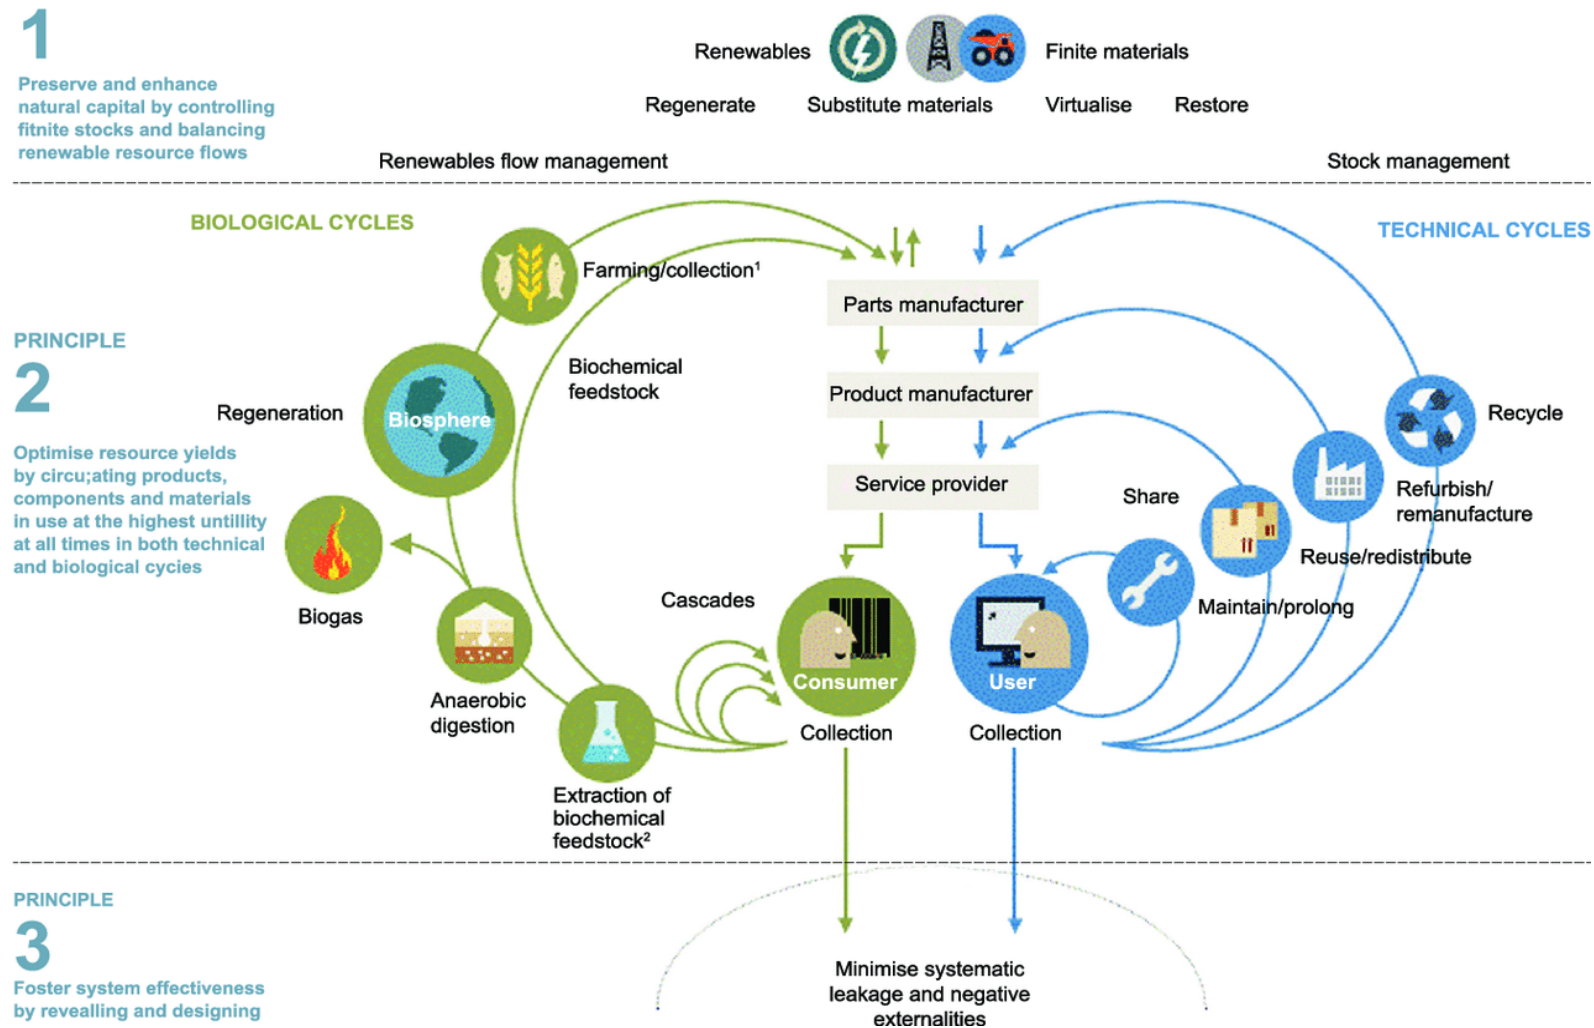 1
Preserve and enhance
natural capital by controlling
fitnite stocks and balancing
renewable resource flows
Renewables
Finite materials
Regenerate
Substitute materials
Virtualise
Restore
Renewables flow management
Stock management
BIOLOGICAL CYCLES
TECHNICAL CYCLES
PRINCIPLE
2
Optimise resource yields
by circu;ating products,
components and materials
in use at the highest untillity
at all times in both technical
and biological cycies
Farming/collection¹
Biochemical
feedstock
Regeneration
Biosphere
Biogas
Anaerobic
digestion
Extraction of
biochemical
feedstock²
Cascades
Parts manufacturer
Product manufacturer
Service provider
Consumer
User
Collection
Collection
Share
Maintain/prolong
Reuse/redistribute
Refurbish/
remanufacture
Recycle
PRINCIPLE
3
Foster system effectiveness
by revealling and designing
Minimise systematic
leakage and negative
externalities